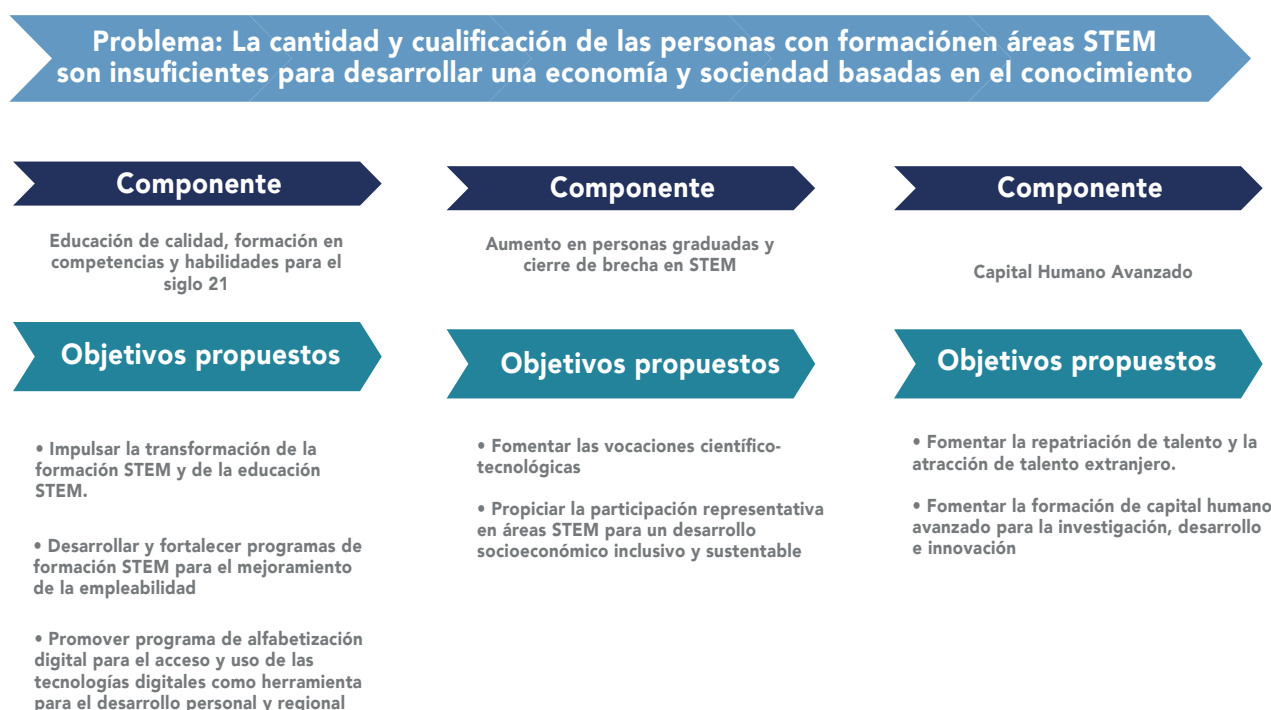 Problema: La cantidad y cualificación de las personas con formaciónen áreas STEM
son insuficientes para desarrollar una economía y sociendad basadas en el conocimiento
Componente
Educación de calidad, formación en
competencias y habilidades para el
siglo 21
Objetivos propuestos
• Impulsar la transformación de la
formación STEM y de la educación
STEM.
• Desarrollar y fortalecer programas de
formación STEM para el mejoramiento
de la empleabilidad
• Promover programa de alfabetización
digital para el acceso y uso de las
tecnologías digitales como herramienta
para el desarrollo personal y regional
Componente
Aumento en personas graduadas y
cierre de brecha en STEM
Objetivos propuestos
• Fomentar las vocaciones científico-
tecnológicas
• Propiciar la participación representativa
en áreas STEM para un desarrollo
socioeconómico inclusivo y sustentable
Componente
Capital Humano Avanzado
Objetivos propuestos
• Fomentar la repatriación de talento y la
atracción de talento extranjero.
• Fomentar la formación de capital humano
avanzado para la investigación, desarrollo
e innovación